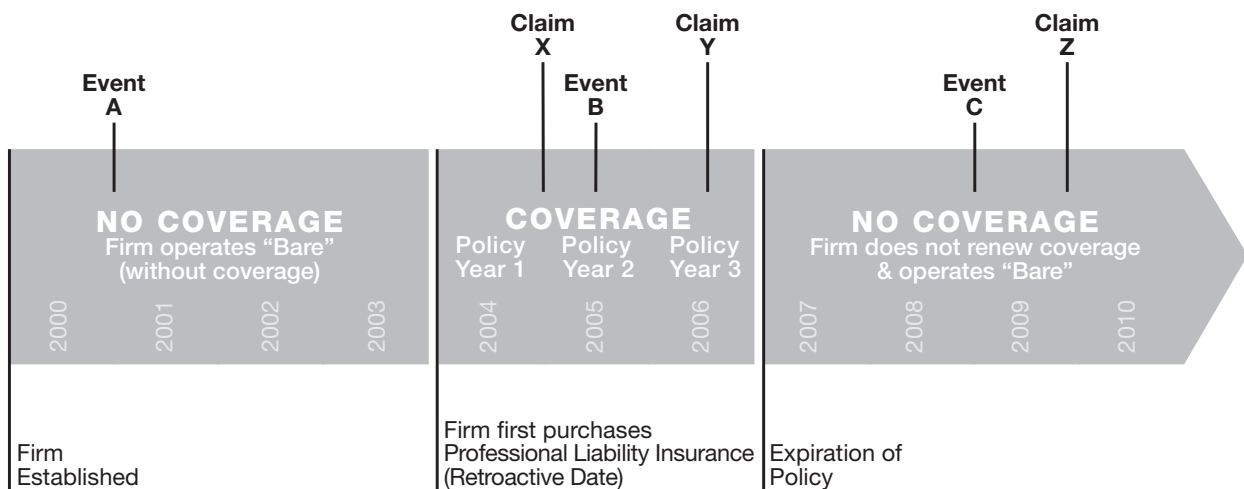 Claim
X
Claim
Y
Claim
Z
Event
A
Event
B
Event
C
NO COVERAGE
Firm operates “Bare”
(without coverage)
COVERAGE
Policy
Year 1
Policy
Year 2
Policy
Year 3
NO COVERAGE
Firm does not renew coverage
& operates “Bare”
2000
2001
2002
2003
2004
2005
2006
2007
2008
2009
2010
Firm
Established
Firm first purchases
Professional Liability Insurance
(Retroactive Date)
Expiration of
Policy